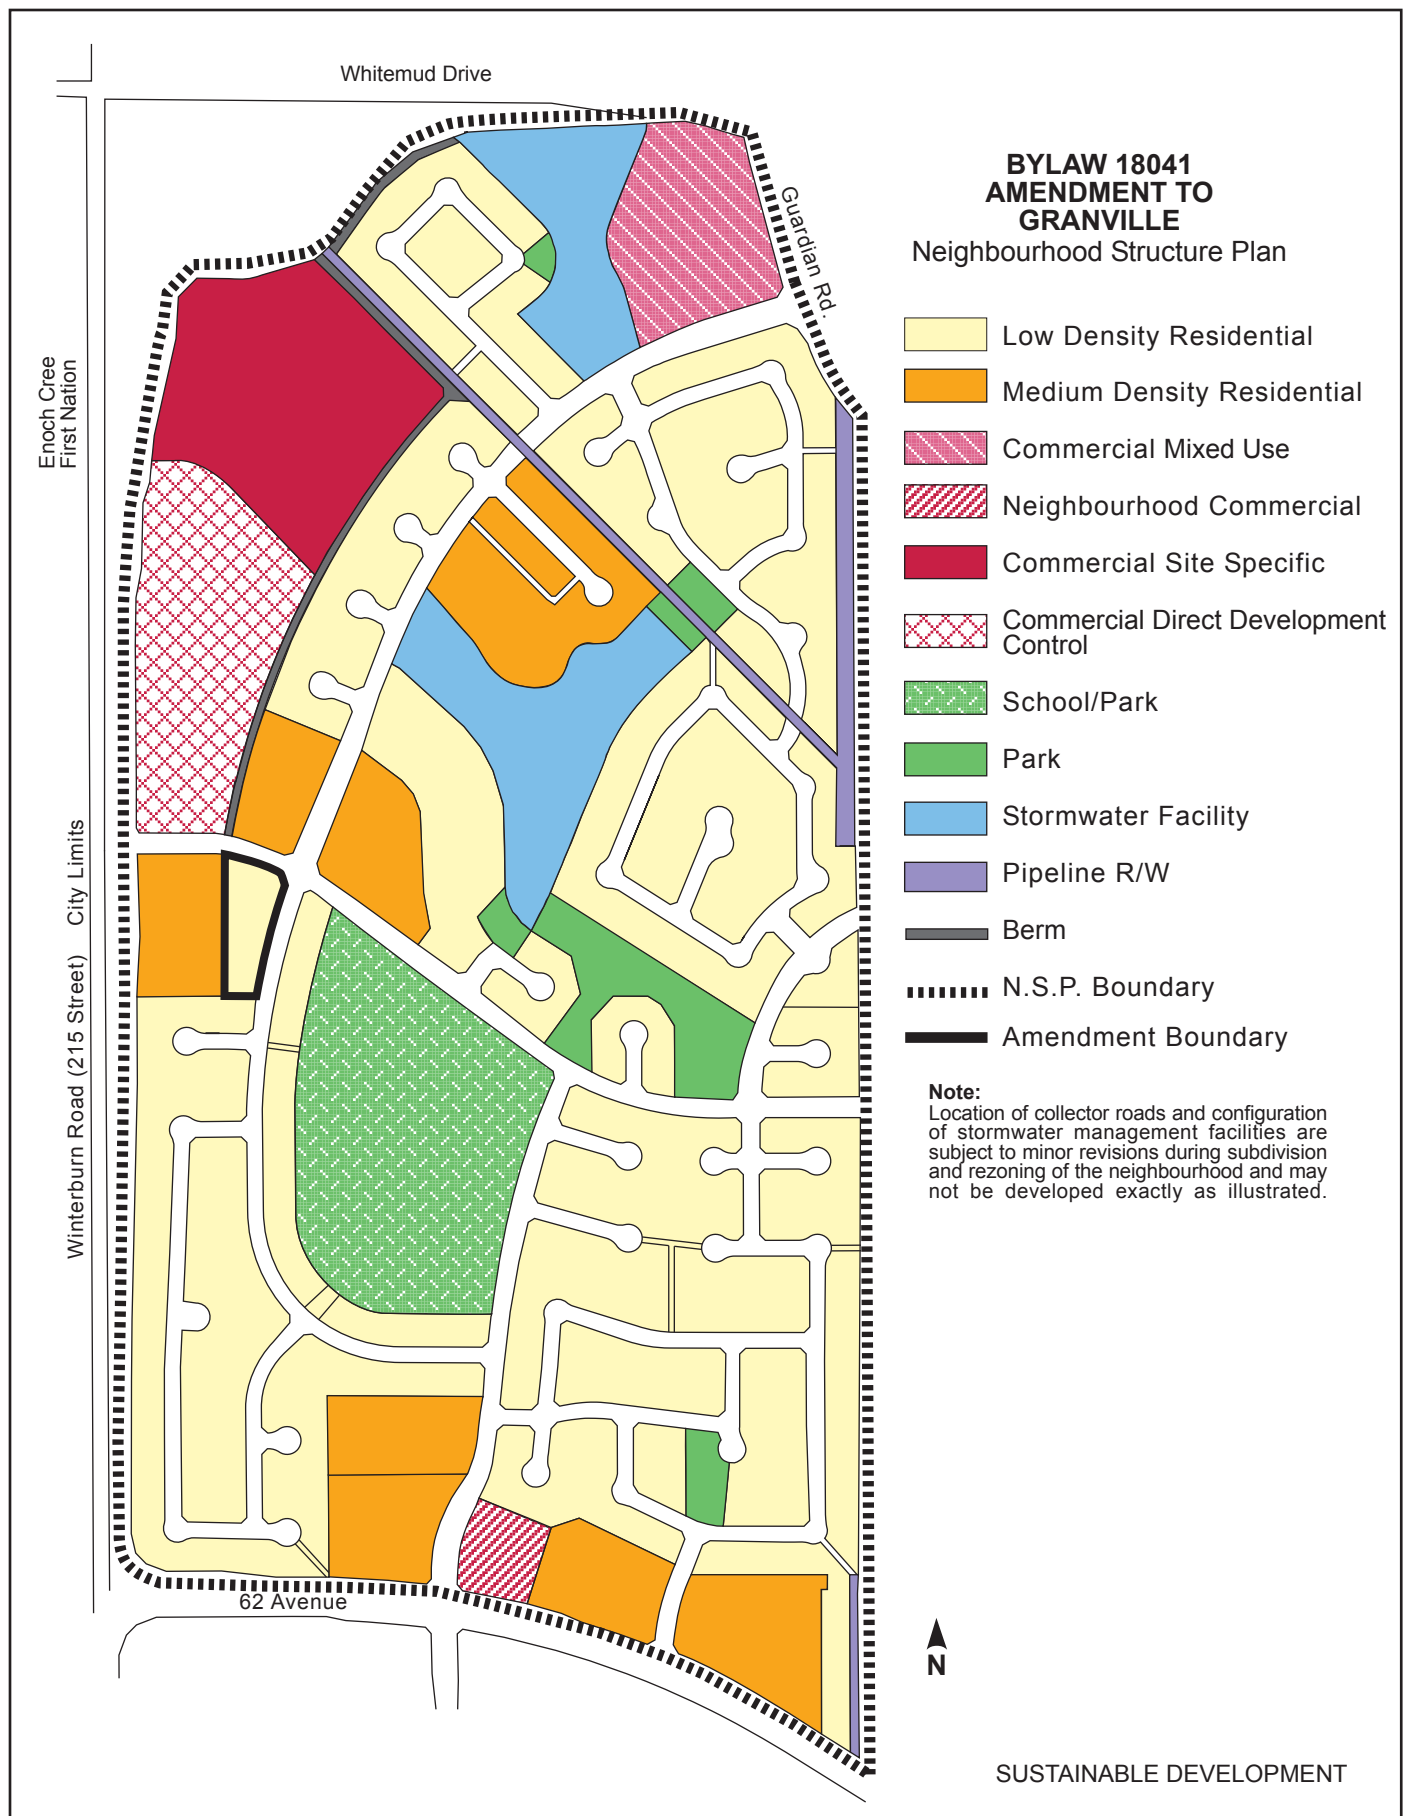 Whitemud Drive
Guardian Rd.
Enoch Cree
First Nation
Winterburn Road (215 Street) City Limits
62 Avenue
BYLAW 18041
AMENDMENT TO
GRANVILLE
Neighbourhood Structure Plan
Low Density Residential
Medium Density Residential
Commercial Mixed Use
Neighbourhood Commercial
Commercial Site Specific
Commercial Direct Development
Control
School/Park
Park
Stormwater Facility
Pipeline R/W
Berm
N.S.P. Boundary
Amendment Boundary
Note:
Location of collector roads and configuration
of stormwater management facilities are
subject to minor revisions during subdivision
and rezoning of the neighbourhood and may
not be developed exactly as illustrated.
N
SUSTAINABLE DEVELOPMENT